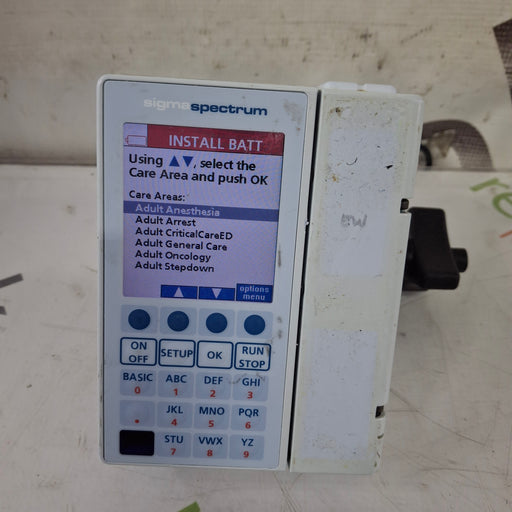 sigmaspectrum
INSTALL BATT
Using ▲▼, select the
Care Area and push OK
Care Areas:
Adult Anesthesia
Adult Arrest
Adult CriticalCareED
Adult General Care
Adult Oncology
Adult Stepdown
options
menu
ON
OFF
SETUP
OK
RUN
STOP
BASIC ABC DEF GHI
0 1 2 3
JKL MNO PQR
. 4 5 6
STU VWX YZ
7 8 9
EW